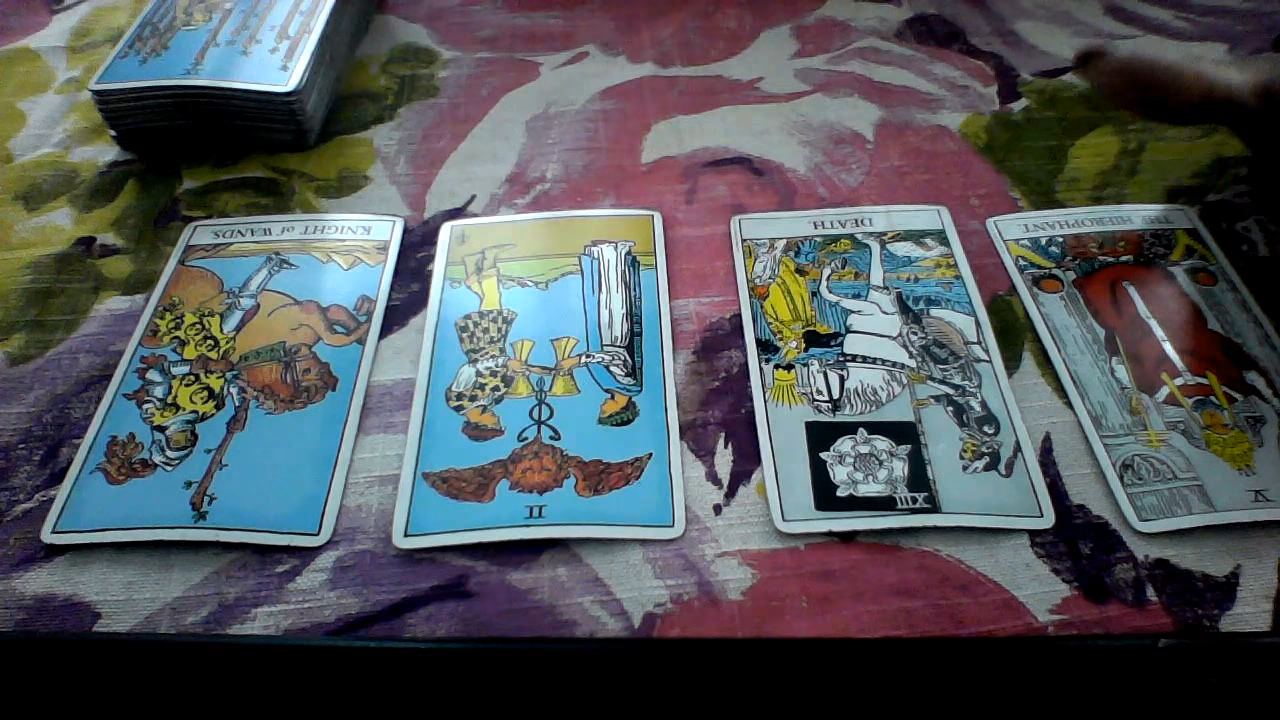 KNIGHT of WANDS.
II
DEATH.
XIII
THE HIEROPHANT.
V